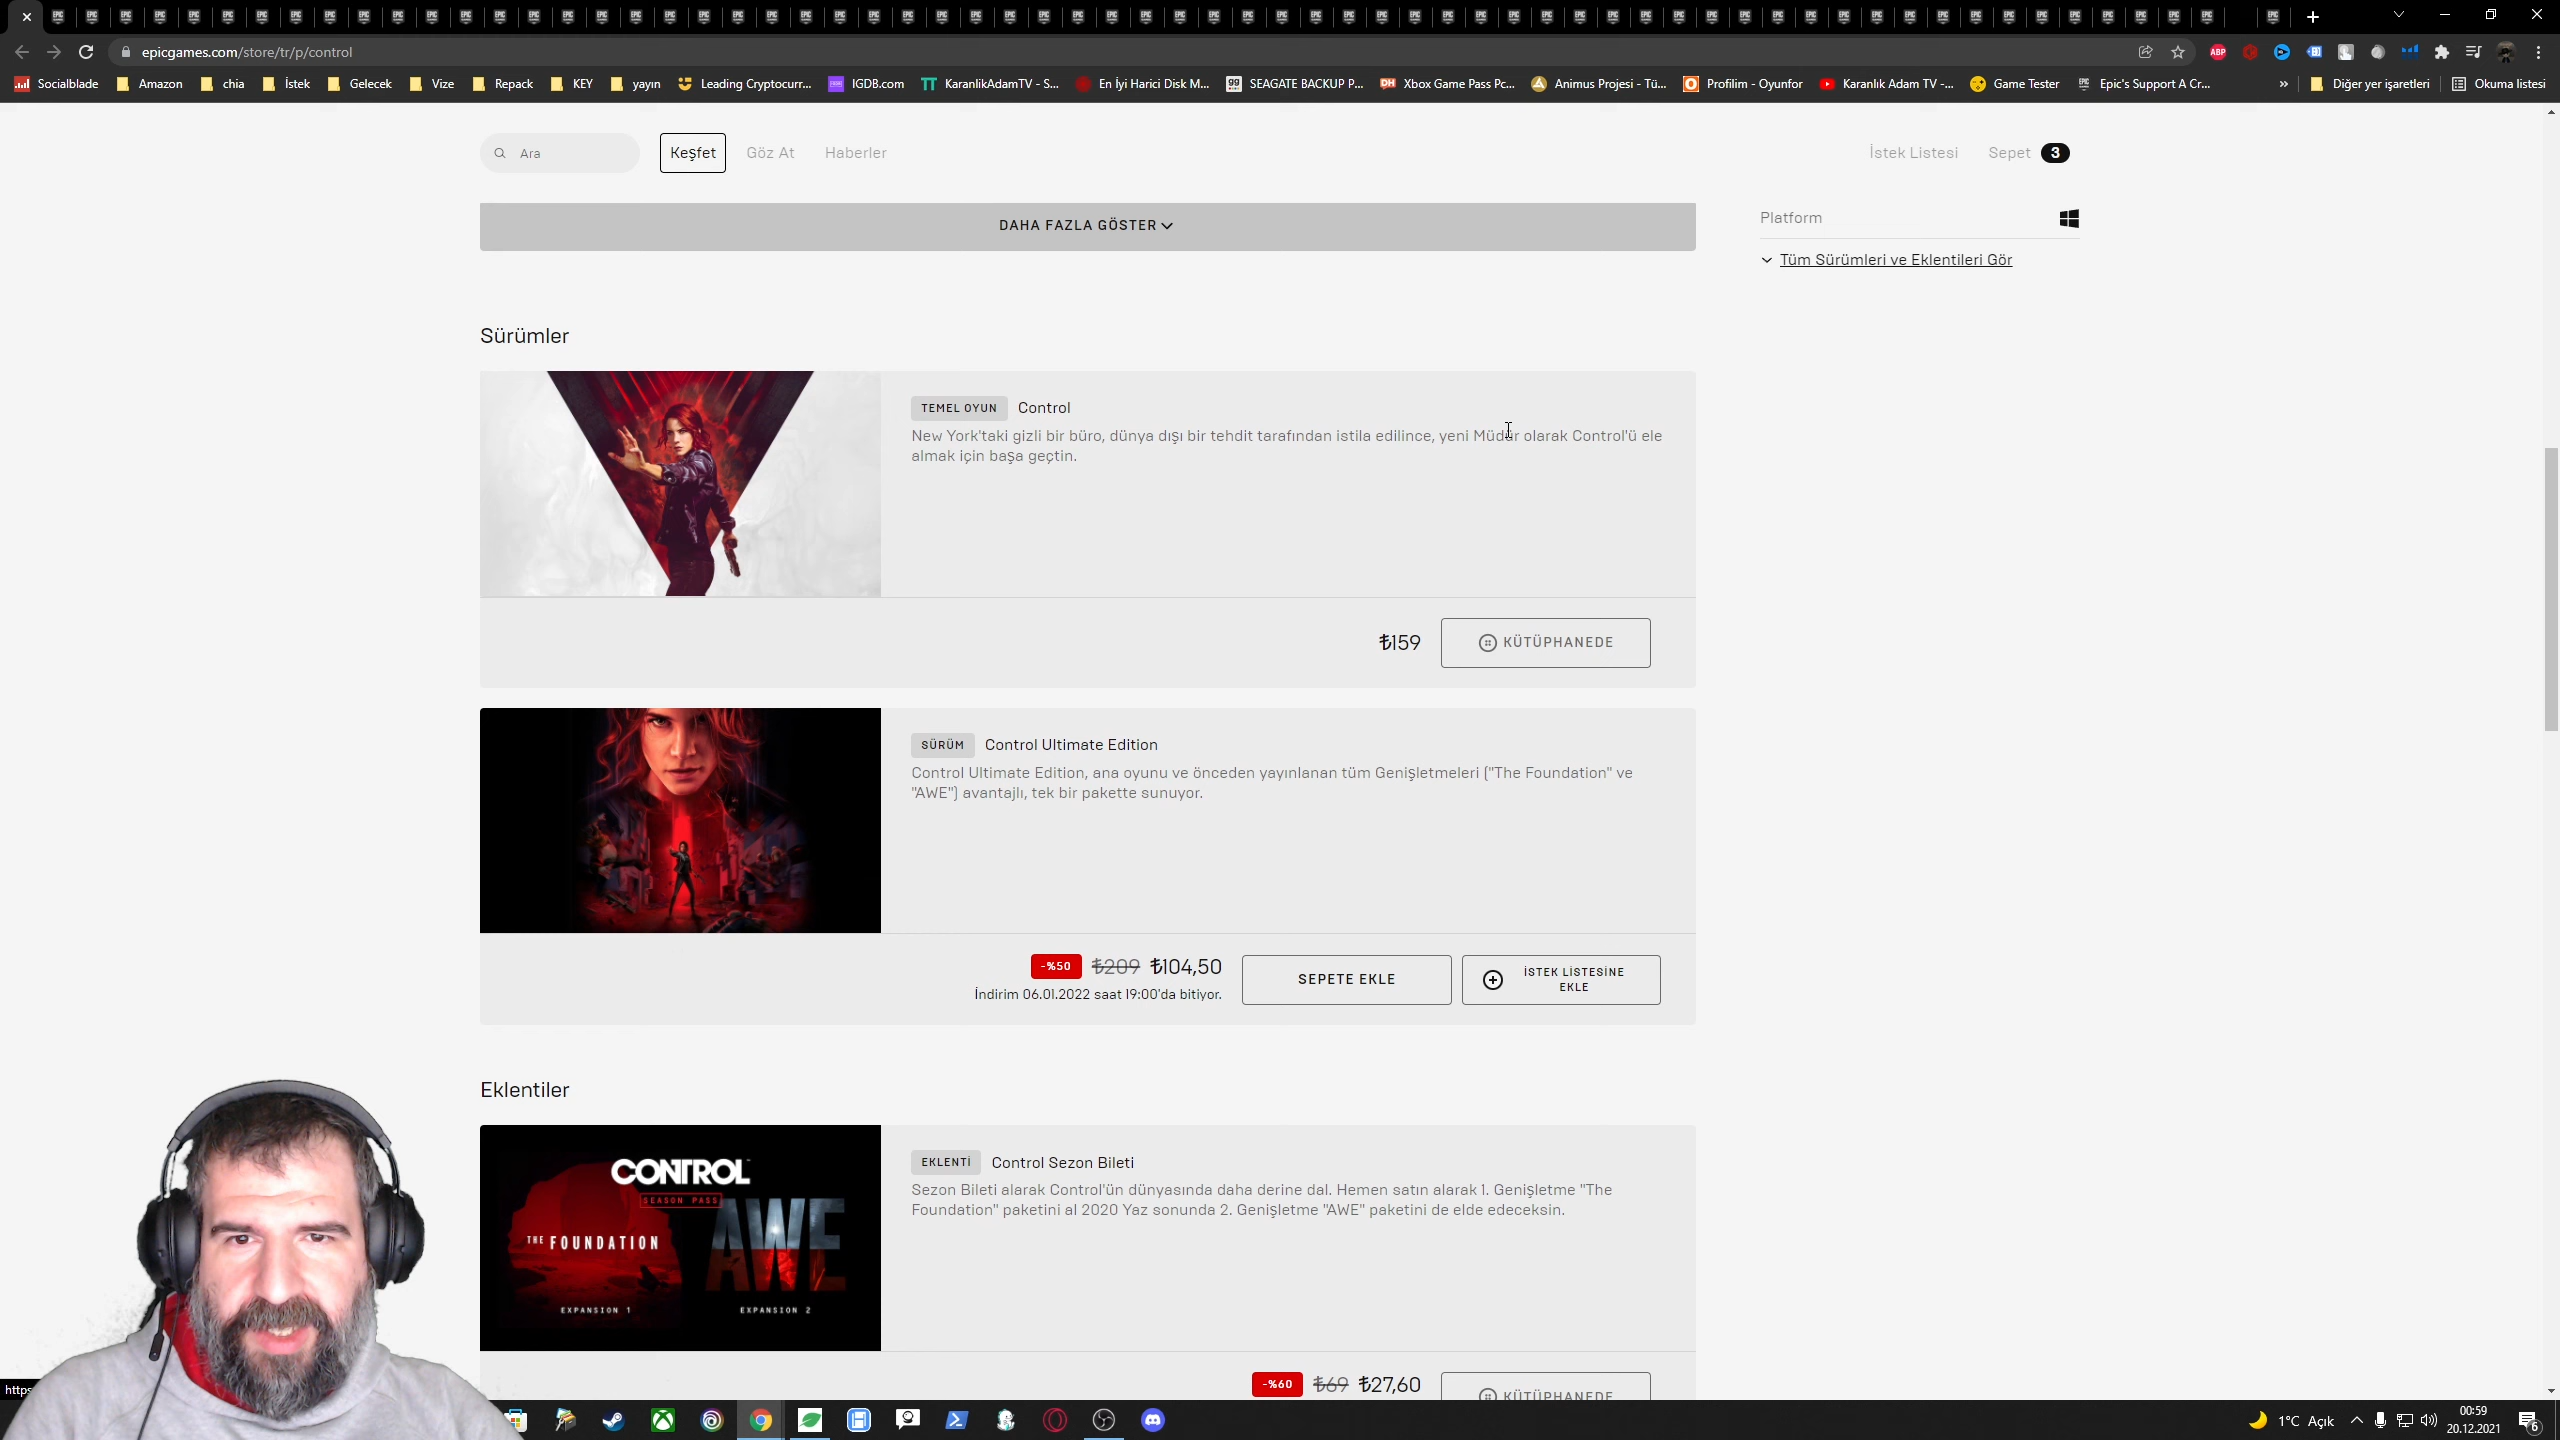 epicgames.com/store/tr/p/control
Socialblade
Amazon
chia
İstek
Gelecek
Vize
Repack
KEY
yayın
Leading Cryptocurr...
IGDB.com
KaranlikAdamTV - S...
En İyi Harici Disk M...
SEAGATE BACKUP P...
Xbox Game Pass Pc...
Animus Projesi - Tü...
Profilim - Oyunfor
Karanlık Adam TV -...
Game Tester
Epic's Support A Cr...
»
Diğer yer işaretleri
Okuma listesi
Ara
Keşfet
Göz At
Haberler
İstek Listesi
Sepet 3
DAHA FAZLA GÖSTER
Platform
Tüm Sürümleri ve Eklentileri Gör
Sürümler
TEMEL OYUN Control
New York'taki gizli bir büro, dünya dışı bir tehdit tarafından istila edilince, yeni Müdür olarak Control'ü ele
almak için başa geçtin.
₺159
KÜTÜPHANEDE
SÜRÜM Control Ultimate Edition
Control Ultimate Edition, ana oyunu ve önceden yayınlanan tüm Genişletmeleri ("The Foundation" ve
"AWE") avantajlı, tek bir pakette sunuyor.
-%50 ₺209 ₺104,50
İndirim 06.01.2022 saat 19:00'da bitiyor.
SEPETE EKLE
İSTEK LİSTESİNE
EKLE
Eklentiler
CONTROL
SEASON PASS
THE FOUNDATION
EXPANSION 1
AWE
EXPANSION 2
EKLENTİ Control Sezon Bileti
Sezon Bileti alarak Control'ün dünyasında daha derine dal. Hemen satın alarak 1. Genişletme "The
Foundation" paketini al 2020 Yaz sonunda 2. Genişletme "AWE" paketini de elde edeceksin.
-%60 ₺69 ₺27,60
KÜTÜPHANEDE
https
1°C Açık
00:59
20.12.2021
6